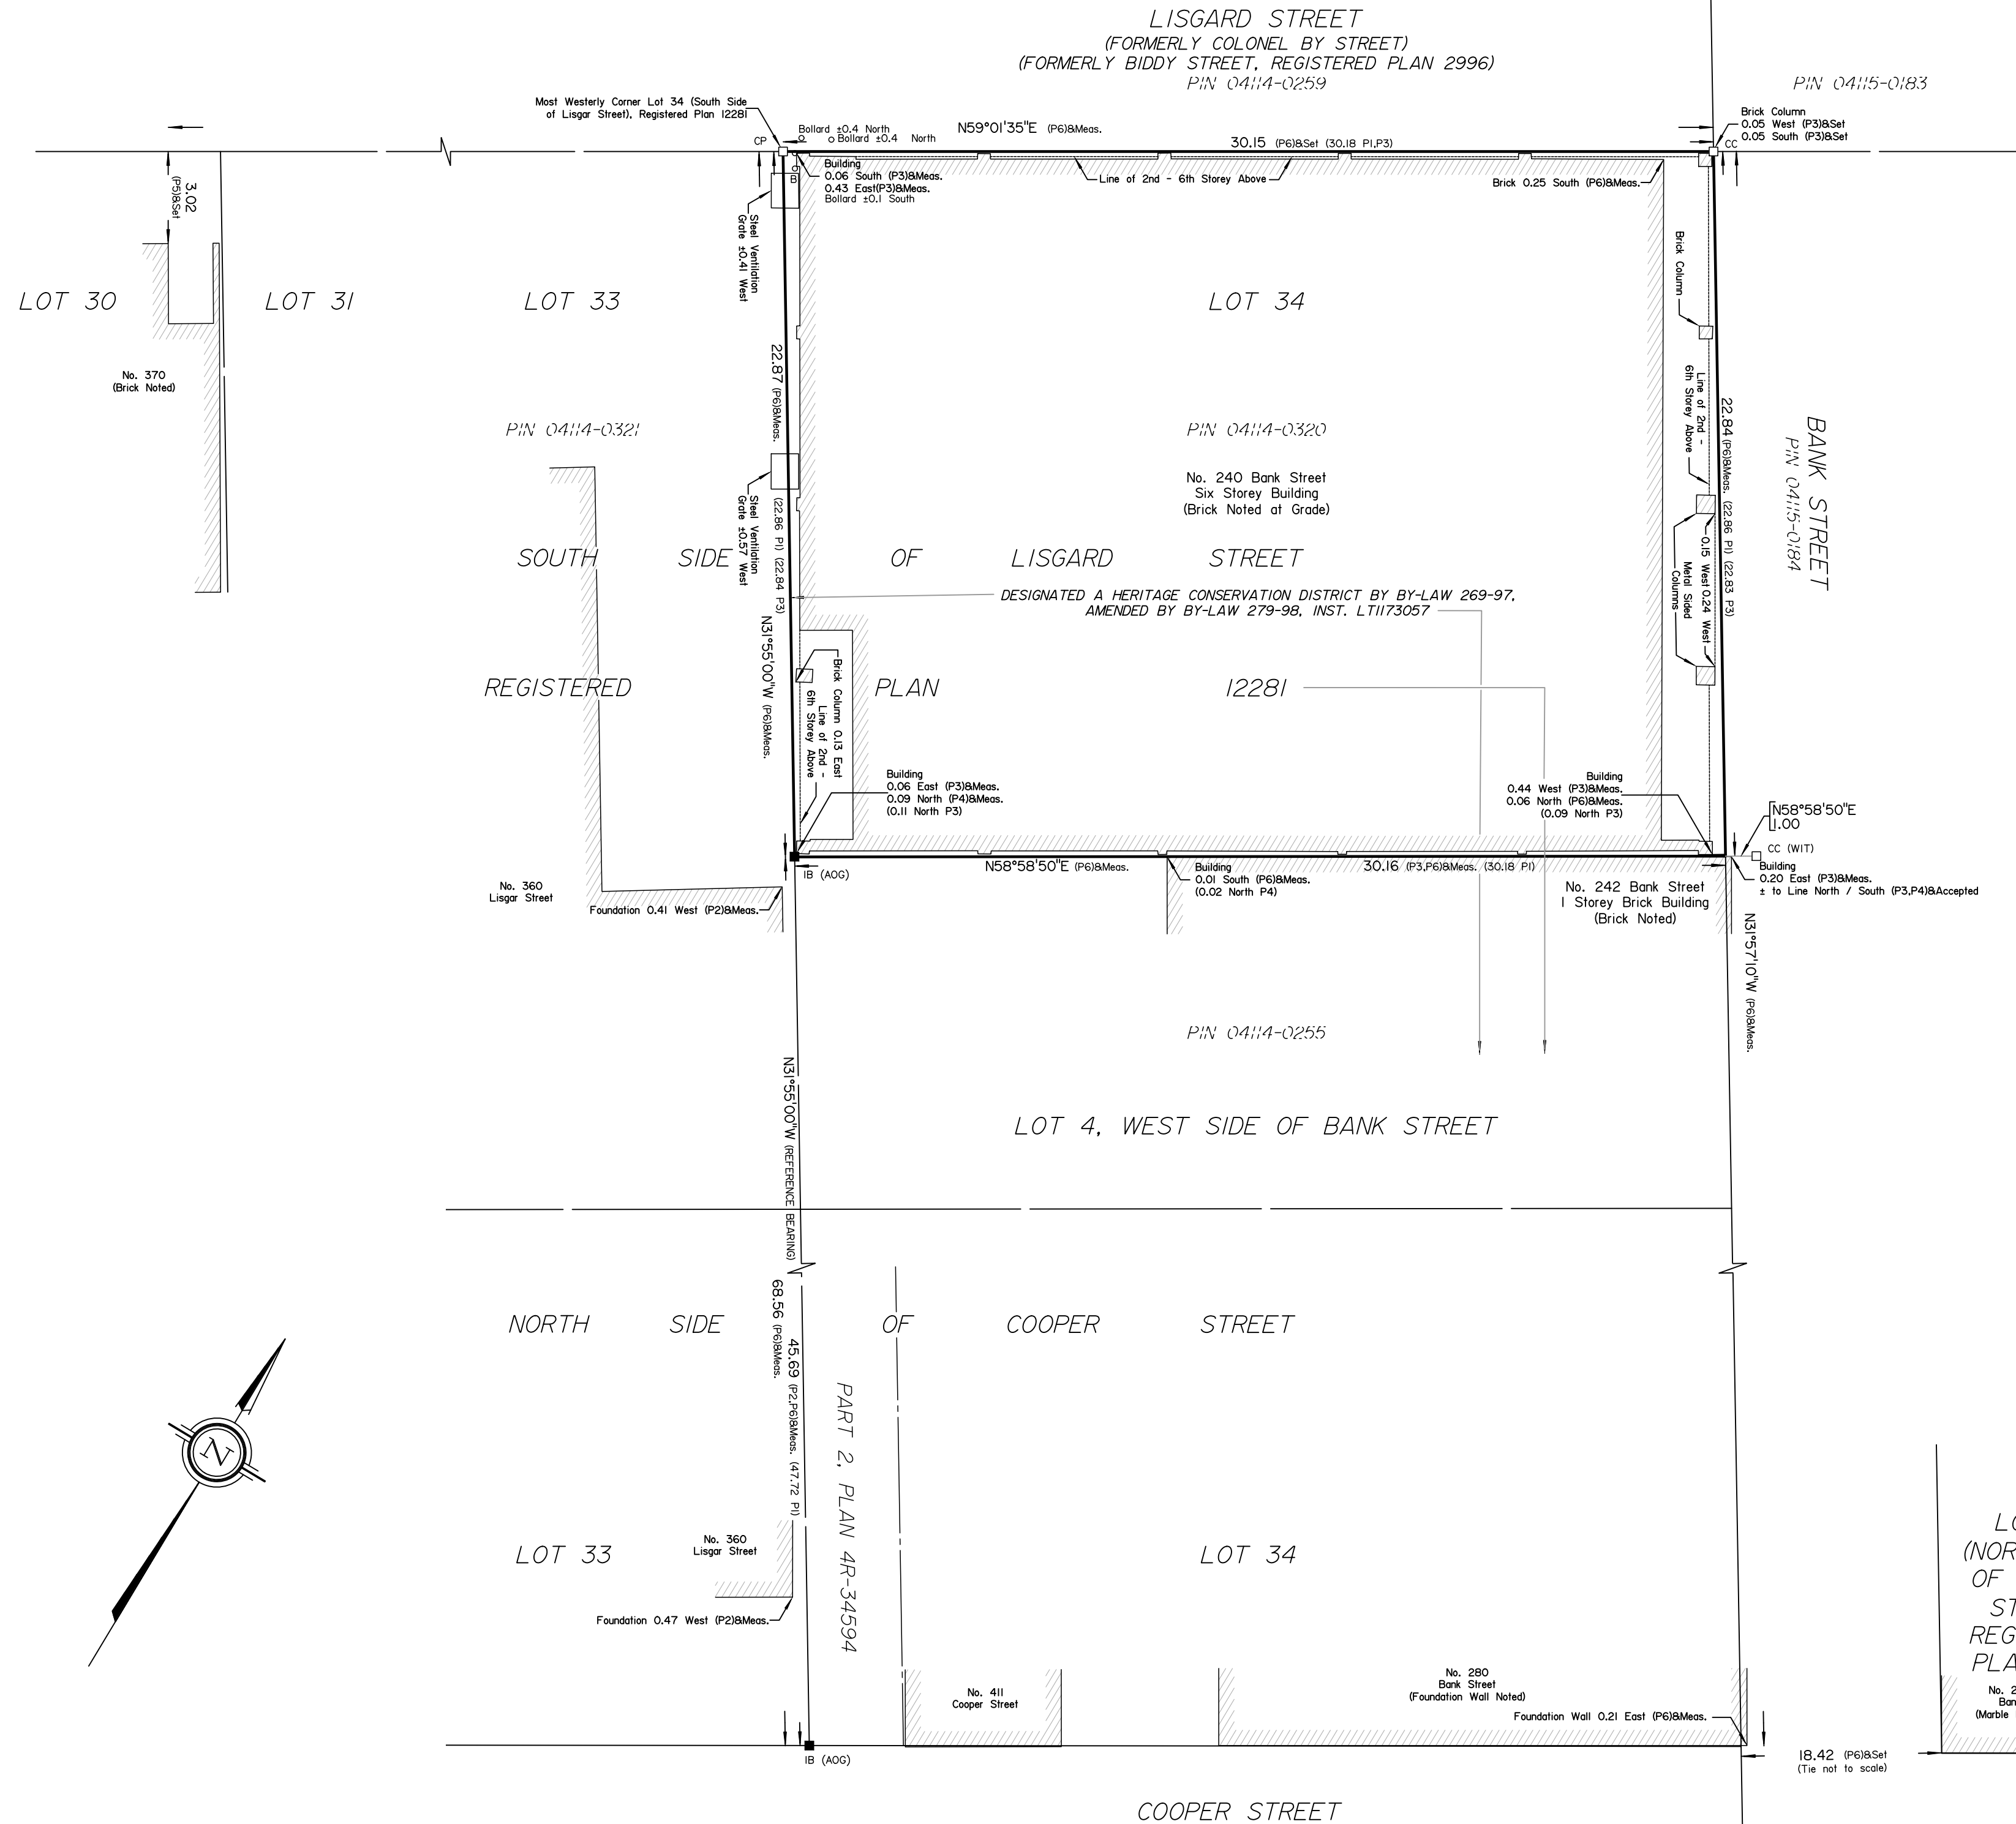 LISGARD STREET
(FORMERLY COLONEL BY STREET)
(FORMERLY BIDDY STREET, REGISTERED PLAN 2996)
PIN 04114-0259
PIN 04115-0183
Most Westerly Corner Lot 34 (South Side
of Lisgar Street), Registered Plan 12281
Brick Column
0.05 West (P3)&Set
0.05 South (P3)&Set
CP
Bollard ±0.4 North
Bollard ±0.4 North
N59°01'35"E (P6)&Meas.
30.15 (P6)&Set (30.18 P1,P3)
CC
B
Building
0.06 South (P3)&Meas.
0.43 East(P3)&Meas.
Bollard ±0.1 South
Line of 2nd - 6th Storey Above
Brick 0.25 South (P6)&Meas.
3.02
(P5)&Set
Steel Ventilation
Grate ±0.41 West
Brick Column
LOT 30
LOT 31
LOT 33
LOT 34
No. 370
(Brick Noted)
22.87 (P6)&Meas.
(22.86 P1) (22.84 P3)
Line of 2nd -
6th Storey Above
22.84 (P6)&Meas. (22.86 P1) (22.83 P3)
BANK STREET
PIN 04115-0184
PIN 04114-0321
PIN 04114-0320
No. 240 Bank Street
Six Storey Building
(Brick Noted at Grade)
Steel Ventilation
Grate ±0.57 West
0.15 West
0.24 West
Metal Sided
Columns
SOUTH SIDE OF LISGARD STREET
DESIGNATED A HERITAGE CONSERVATION DISTRICT BY BY-LAW 269-97,
AMENDED BY BY-LAW 279-98, INST. LT1173057
N31°55'00"W (P6)&Meas.
REGISTERED PLAN 12281
Brick Column 0.13 East
Line of 2nd -
6th Storey Above
Building
0.06 East (P3)&Meas.
0.09 North (P4)&Meas.
(0.11 North P3)
Building
0.44 West (P3)&Meas.
0.06 North (P6)&Meas.
(0.09 North P3)
N58°58'50"E
1.00
CC (WIT)
IB (AOG)
N58°58'50"E (P6)&Meas.
Building
0.01 South (P6)&Meas.
(0.02 North P4)
30.16 (P3,P6)&Meas. (30.18 P1)
Building
0.20 East (P3)&Meas.
± to Line North / South (P3,P4)&Accepted
No. 360
Lisgar Street
Foundation 0.41 West (P2)&Meas.
No. 242 Bank Street
1 Storey Brick Building
(Brick Noted)
N31°57'10"W (P6)&Meas.
PIN 04114-0255
N31°55'00"W (REFERENCE BEARING)
LOT 4, WEST SIDE OF BANK STREET
68.56 (P6)&Meas.
45.69 (P2,P6)&Meas. (47.72 P1)
NORTH SIDE OF COOPER STREET
N
PART 2, PLAN 4R-34594
LOT 33
No. 360
Lisgar Street
LOT 34
Foundation 0.47 West (P2)&Meas.
No. 411
Cooper Street
No. 280
Bank Street
(Foundation Wall Noted)
Foundation Wall 0.21 East (P6)&Meas.
(NOR
OF
ST
REG
PLA
No. 2
Ban
(Marble
IB (AOG)
18.42 (P6)&Set
(Tie not to scale)
COOPER STREET